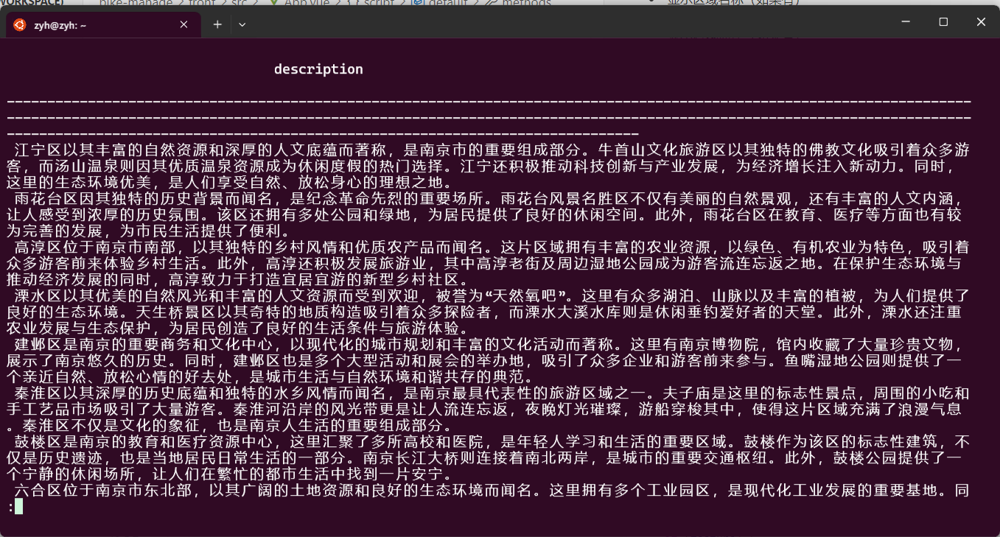 bike-manage > front > src > App.vue > {} script > default > methods
显示区域名称（如果有）
zyh@zyh: ~
description
----------------------------------------------------------------------------------------------------------------------
----------------------------------------------------------------------------------------------------------------------
------------------------------------------------------------------------------
江宁区以其丰富的自然资源和深厚的人文底蕴而著称，是南京市的重要组成部分。牛首山文化旅游区以其独特的佛教文化吸引着众多游
客，而汤山温泉则因其优质温泉资源成为休闲度假的热门选择。江宁还积极推动科技创新与产业发展，为经济增长注入新动力。同时，
这里的生态环境优美，是人们享受自然、放松身心的理想之地。
雨花台区因其独特的历史背景而闻名，是纪念革命先烈的重要场所。雨花台风景名胜区不仅有美丽的自然景观，还有丰富的人文内涵，
让人感受到浓厚的历史氛围。该区还拥有多处公园和绿地，为居民提供了良好的休闲空间。此外，雨花台区在教育、医疗等方面也有较
为完善的发展，为市民生活提供了便利。
高淳区位于南京市南部，以其独特的乡村风情和优质农产品而闻名。这片区域拥有丰富的农业资源，以绿色、有机农业为特色，吸引着
众多游客前来体验乡村生活。此外，高淳还积极发展旅游业，其中高淳老街及周边湿地公园成为游客流连忘返之地。在保护生态环境与
推动经济发展的同时，高淳致力于打造宜居宜游的新型乡村社区。
溧水区以其优美的自然风光和丰富的人文资源而受到欢迎，被誉为“天然氧吧”。这里有众多湖泊、山脉以及丰富的植被，为人们提供了
良好的生态环境。天生桥景区以其奇特的地质构造吸引着众多探险者，而溧水大溪水库则是休闲垂钓爱好者的天堂。此外，溧水还注重
农业发展与生态保护，为居民创造了良好的生活条件与旅游体验。
建邺区是南京的重要商务和文化中心，以现代化的城市规划和丰富的文化活动而著称。这里有南京博物院，馆内收藏了大量珍贵文物，
展示了南京悠久的历史。同时，建邺区也是多个大型活动和展会的举办地，吸引了众多企业和游客前来参与。鱼嘴湿地公园则提供了一
个亲近自然、放松心情的好去处，是城市生活与自然环境和谐共存的典范。
秦淮区以其深厚的历史底蕴和独特的水乡风情而闻名，是南京最具代表性的旅游区域之一。夫子庙是这里的标志性景点，周围的小吃和
手工艺品市场吸引了大量游客。秦淮河沿岸的风光带更是让人流连忘返，夜晚灯光璀璨，游船穿梭其中，使得这片区域充满了浪漫气息
。秦淮区不仅是文化的象征，也是南京人生活的重要组成部分。
鼓楼区是南京的教育和医疗资源中心，这里汇聚了多所高校和医院，是年轻人学习和生活的重要区域。鼓楼作为该区的标志性建筑，不
仅是历史遗迹，也是当地居民日常生活的一部分。南京长江大桥则连接着南北两岸，是城市的重要交通枢纽。此外，鼓楼公园提供了一
个宁静的休闲场所，让人们在繁忙的都市生活中找到一片安宁。
六合区位于南京市东北部，以其广阔的土地资源和良好的生态环境而闻名。这里拥有多个工业园区，是现代化工业发展的重要基地。同
: